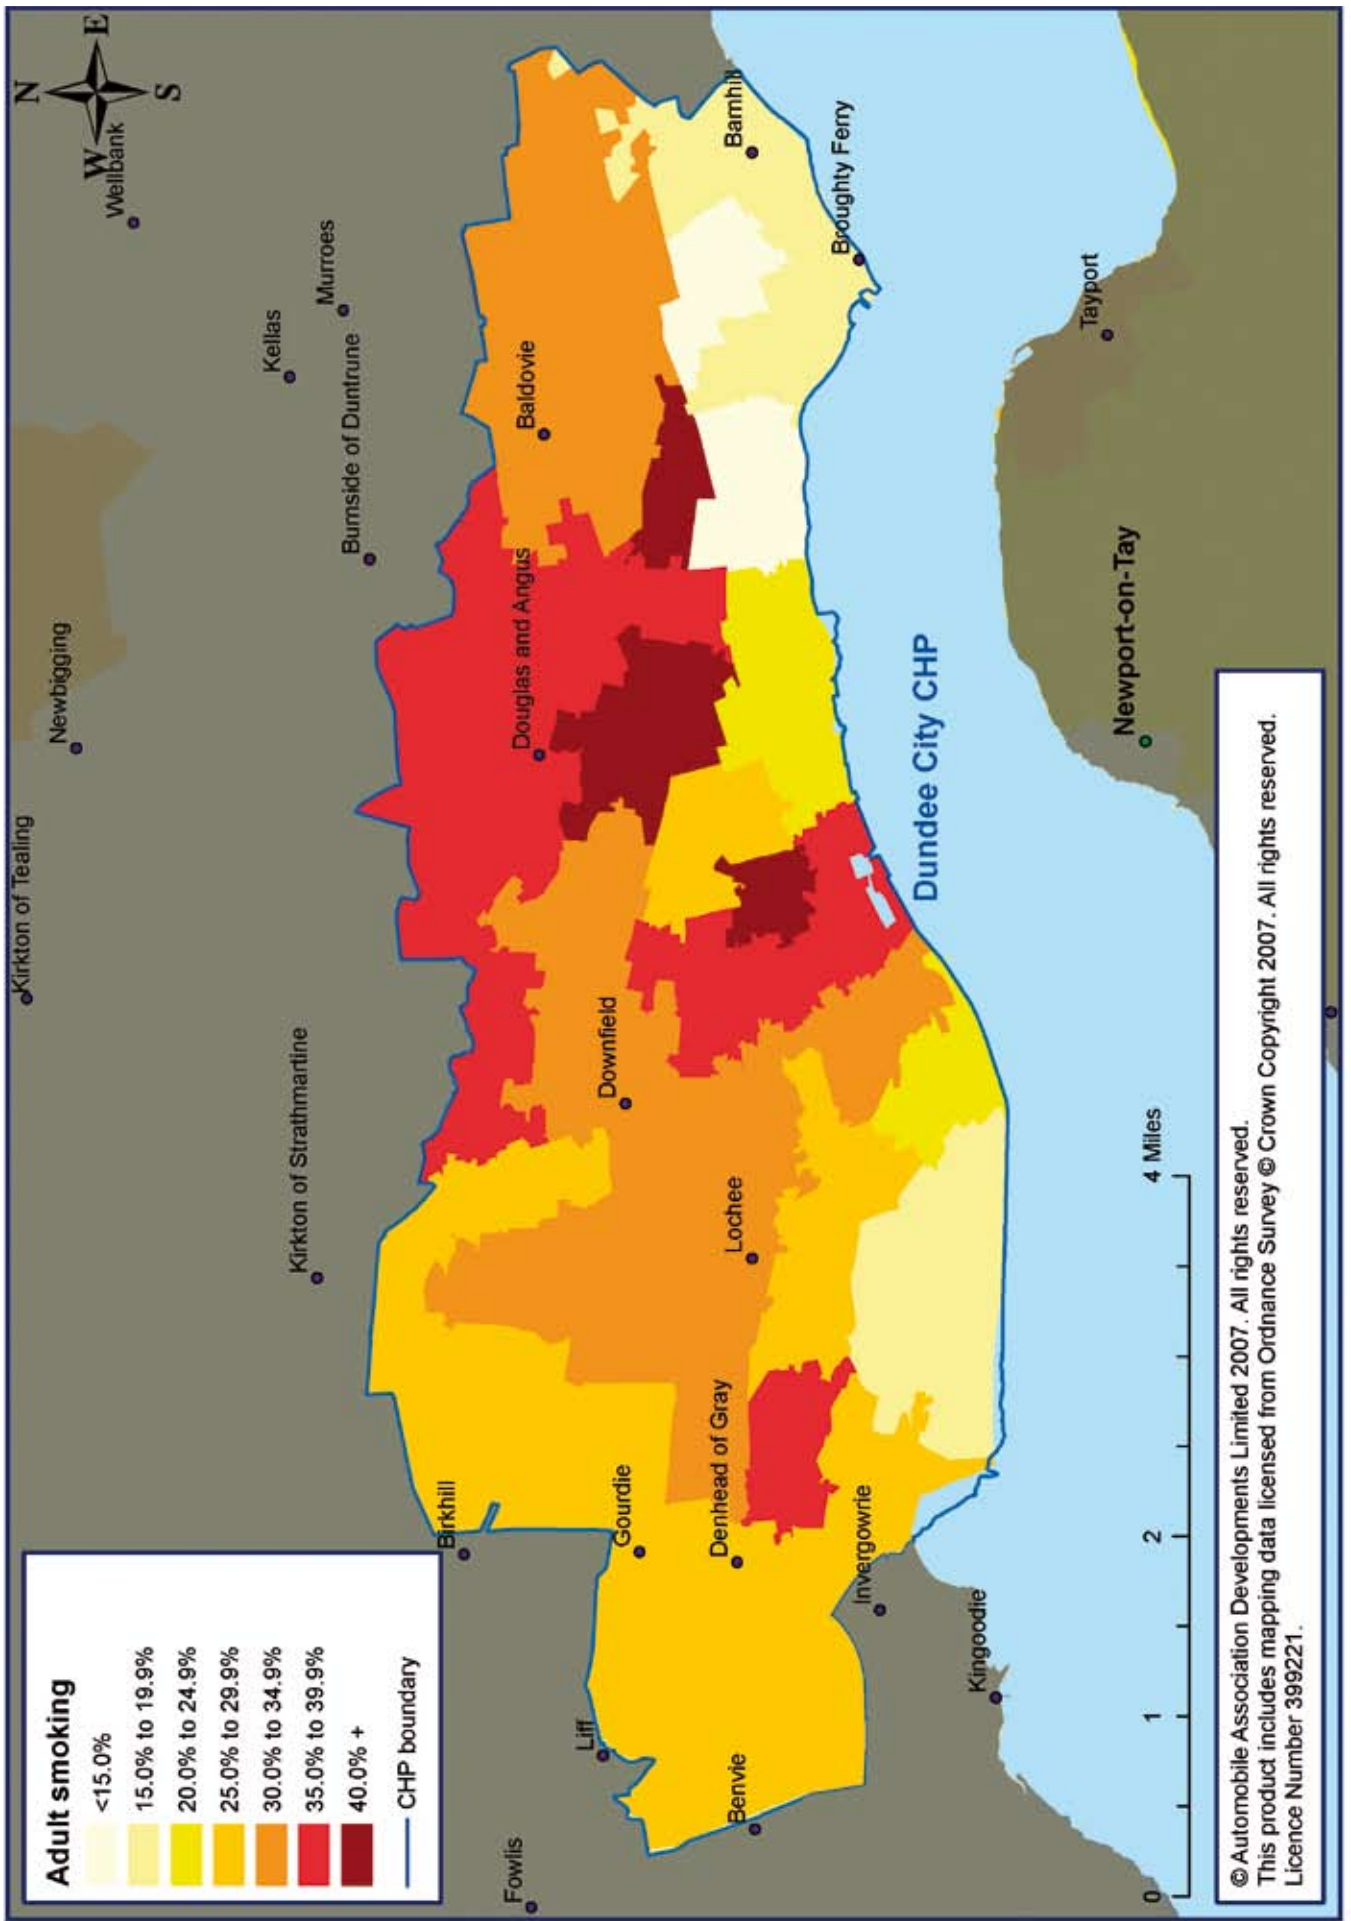 Adult smoking
<15.0%
15.0% to 19.9%
20.0% to 24.9%
25.0% to 29.9%
30.0% to 34.9%
35.0% to 39.9%
40.0% +
CHP boundary
N
W
E
S
Kirkton of Tealing
Newbigging
Wellbank
Kellas
Murroes
Kirkton of Strathmartine
Burnside of Duntrune
Birkhill
Fowlis
Douglas and Angus
Baldovie
Liff
Gourdie
Downfield
Benvie
Denhead of Gray
Lochee
Barnhill
Invergowrie
Broughty Ferry
Dundee City CHP
Kingoodie
Tayport
Newport-on-Tay
0
1
2
4 Miles
© Automobile Association Developments Limited 2007. All rights reserved.
This product includes mapping data licensed from Ordnance Survey © Crown Copyright 2007. All rights reserved.
Licence Number 399221.